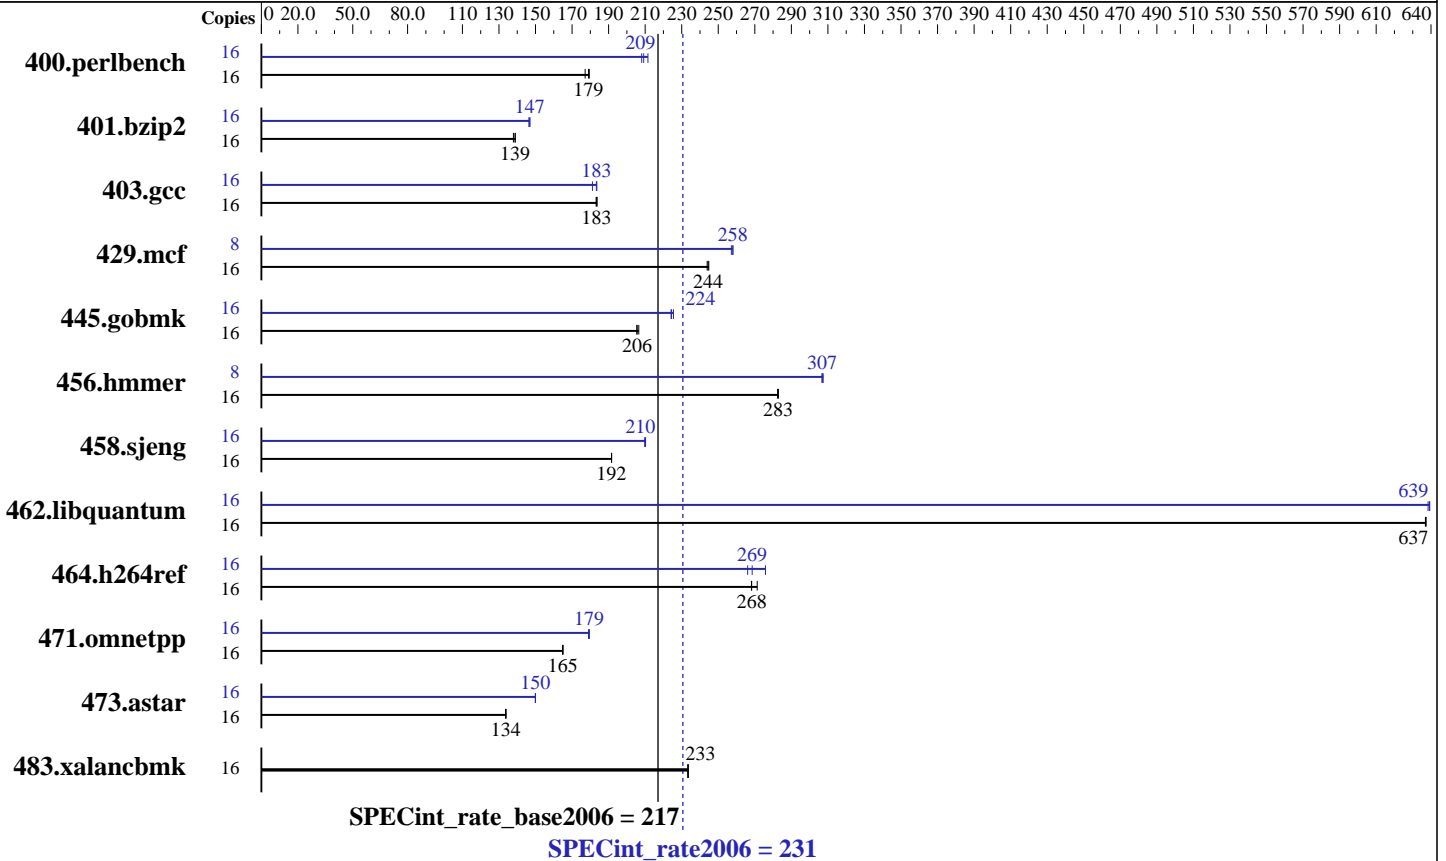 Copies 0 20.0 50.0 80.0 110 130 150 170 190 210 230 250 270 290 310 330 350 370 390 410 430 450 470 490 510 530 550 570 590 610 640
400.perlbench 16 209
16 179
401.bzip2 16 147
16 139
403.gcc 16 183
16 183
429.mcf 8 258
16 244
445.gobmk 16 224
16 206
456.hmmer 8 307
16 283
458.sjeng 16 210
16 192
462.libquantum 16 639
16 637
464.h264ref 16 269
16 268
471.omnetpp 16 179
16 165
473.astar 16 150
16 134
483.xalancbmk 16 233
SPECint_rate_base2006 = 217
SPECint_rate2006 = 231